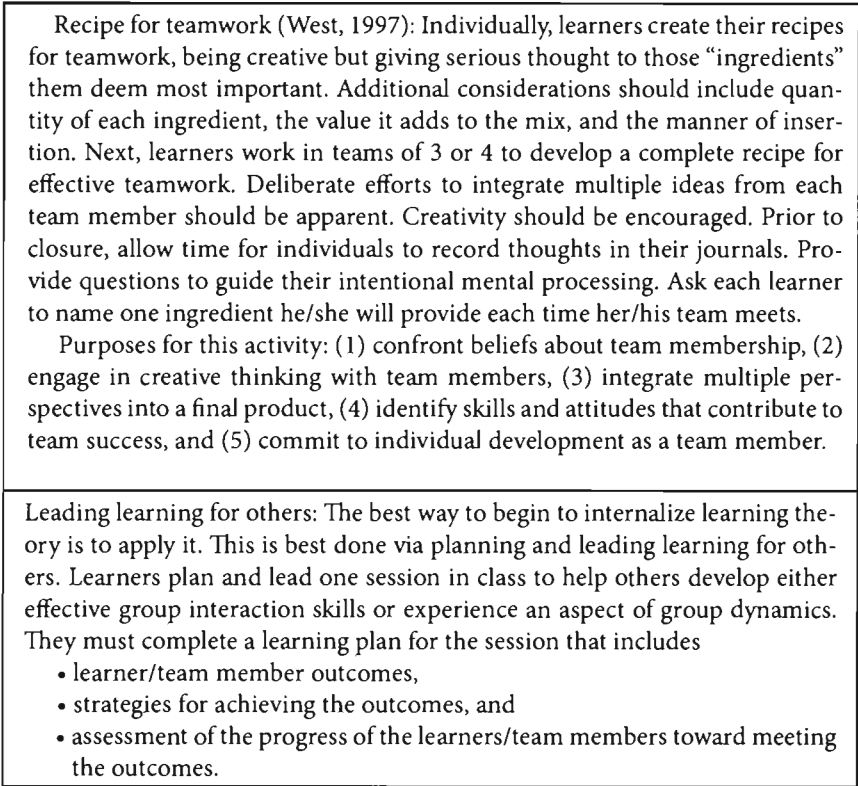 Recipe for teamwork (West, 1997): Individually, learners create their recipes
for teamwork, being creative but giving serious thought to those “ingredients”
them deem most important. Additional considerations should include quan-
tity of each ingredient, the value it adds to the mix, and the manner of inser-
tion. Next, learners work in teams of 3 or 4 to develop a complete recipe for
effective teamwork. Deliberate efforts to integrate multiple ideas from each
team member should be apparent. Creativity should be encouraged. Prior to
closure, allow time for individuals to record thoughts in their journals. Pro-
vide questions to guide their intentional mental processing. Ask each learner
to name one ingredient he/she will provide each time her/his team meets.
Purposes for this activity: (1) confront beliefs about team membership, (2)
engage in creative thinking with team members, (3) integrate multiple per-
spectives into a final product, (4) identify skills and attitudes that contribute to
team success, and (5) commit to individual development as a team member.
Leading learning for others: The best way to begin to internalize learning the-
ory is to apply it. This is best done via planning and leading learning for oth-
ers. Learners plan and lead one session in class to help others develop either
effective group interaction skills or experience an aspect of group dynamics.
They must complete a learning plan for the session that includes
• learner/team member outcomes,
• strategies for achieving the outcomes, and
• assessment of the progress of the learners/team members toward meeting
the outcomes.